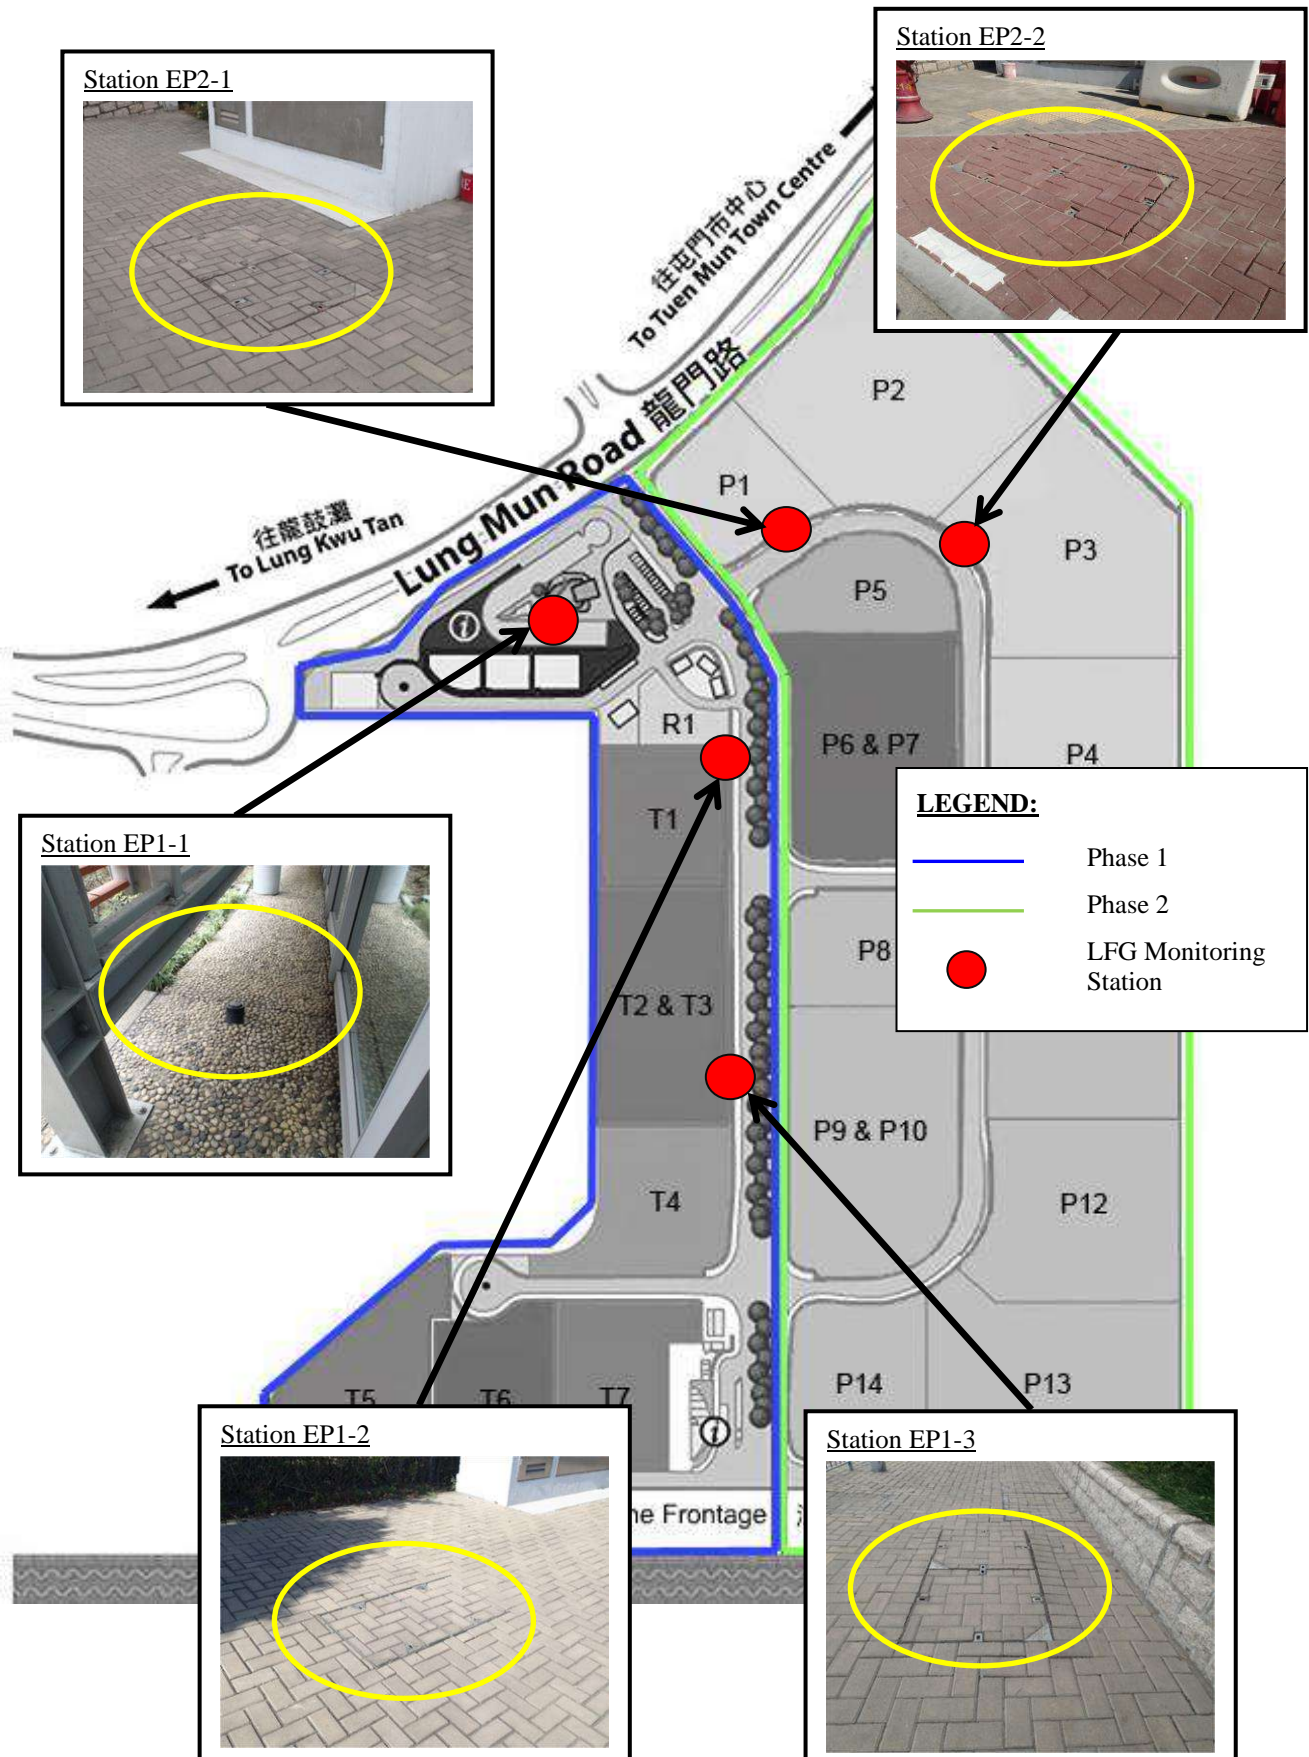 Station EP2-1
Station EP2-2
往屯門市中心
To Tuen Mun Town Centre
Lung Mun Road 龍門路
往龍鼓灘
To Lung Kwu Tan
P2
P1
P3
P5
i
R1
P6 & P7
P4
T1
LEGEND:
Phase 1
Phase 2
LFG Monitoring
Station
Station EP1-1
P8
T2 & T3
P9 & P10
T4
P12
P14
P13
T5
T6
T7
i
Station EP1-2
Station EP1-3
ne Frontage